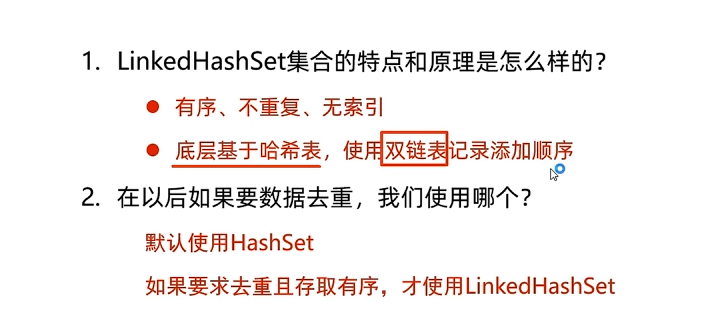 1. LinkedHashSet集合的特点和原理是怎么样的?
● 有序、不重复、无索引
● 底层基于哈希表，使用双链表记录添加顺序
2. 在以后如果要数据去重，我们使用哪个?
默认使用HashSet
如果要求去重且存取有序，才使用LinkedHashSet